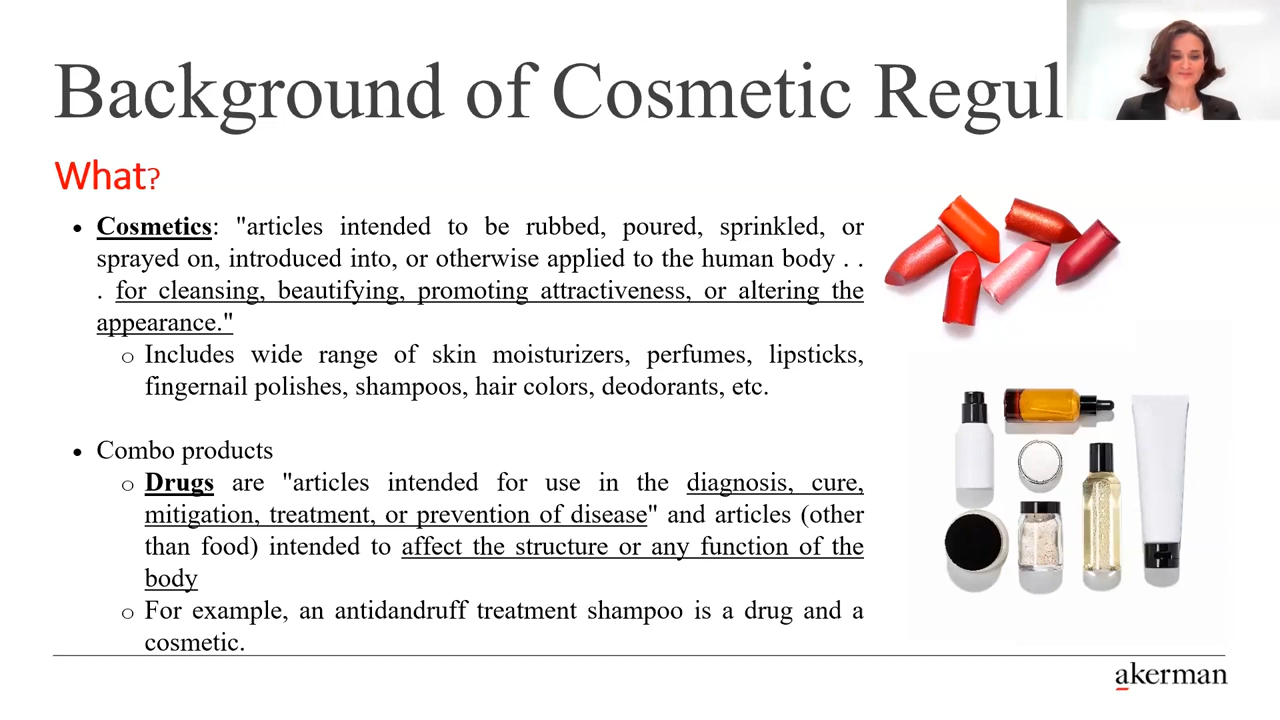 Background of Cosmetic Regul
What?
• Cosmetics: "articles intended to be rubbed, poured, sprinkled, or
sprayed on, introduced into, or otherwise applied to the human body . .
. for cleansing, beautifying, promoting attractiveness, or altering the
appearance."
o Includes wide range of skin moisturizers, perfumes, lipsticks,
fingernail polishes, shampoos, hair colors, deodorants, etc.
• Combo products
o Drugs are "articles intended for use in the diagnosis, cure,
mitigation, treatment, or prevention of disease" and articles (other
than food) intended to affect the structure or any function of the
body
o For example, an antidandruff treatment shampoo is a drug and a
cosmetic.
akerman